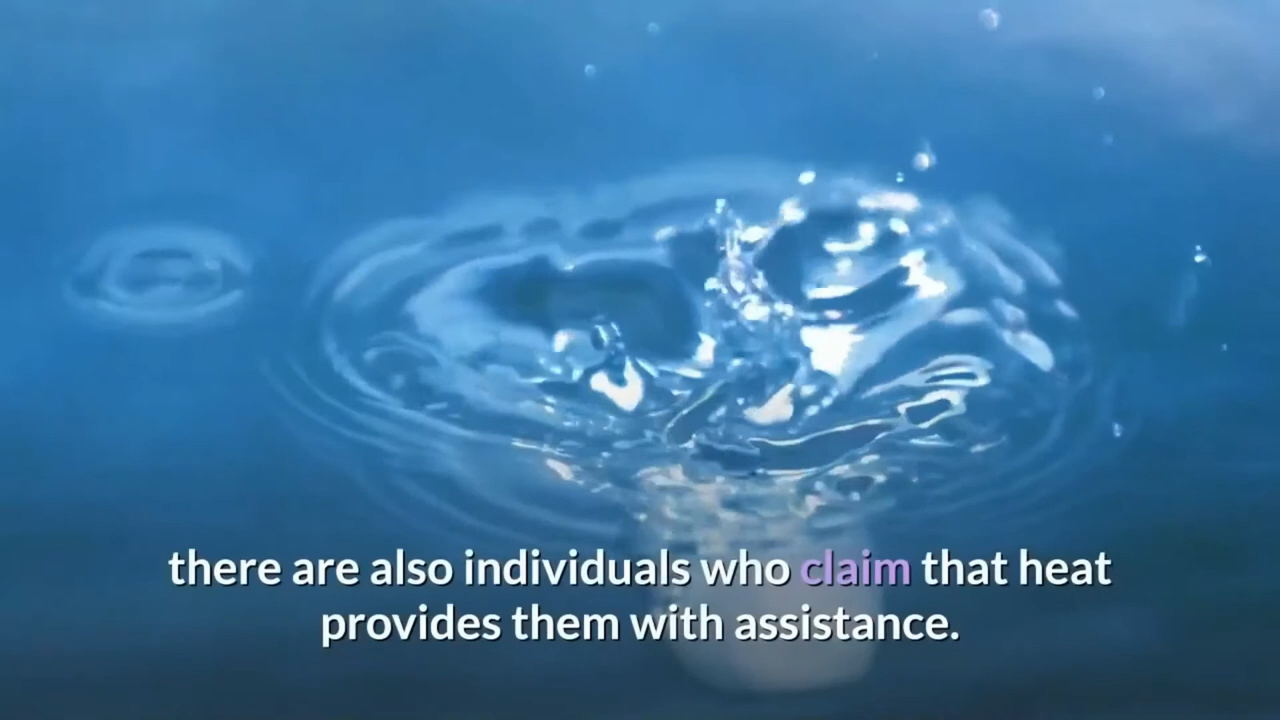 there are also individuals who claim that heat
provides them with assistance.